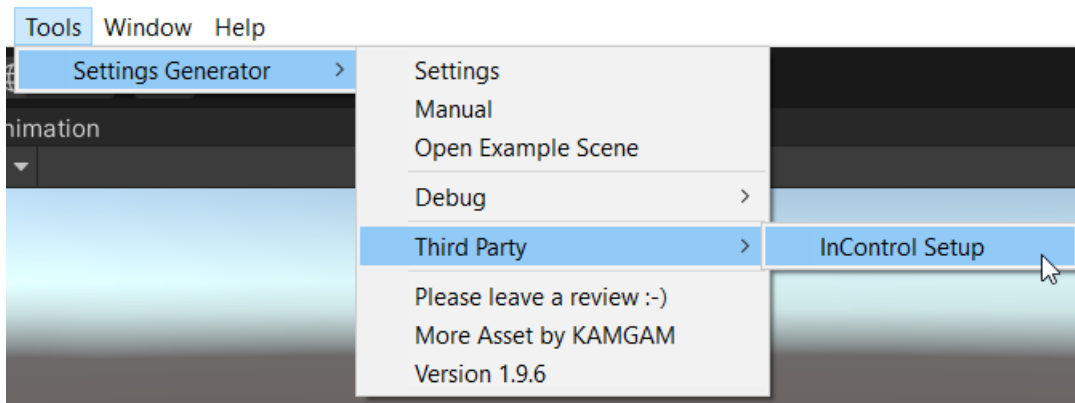 Tools Window Help
Settings Generator
nimation
Settings
Manual
Open Example Scene
Debug
Third Party
InControl Setup
Please leave a review :-)
More Asset by KAMGAM
Version 1.9.6